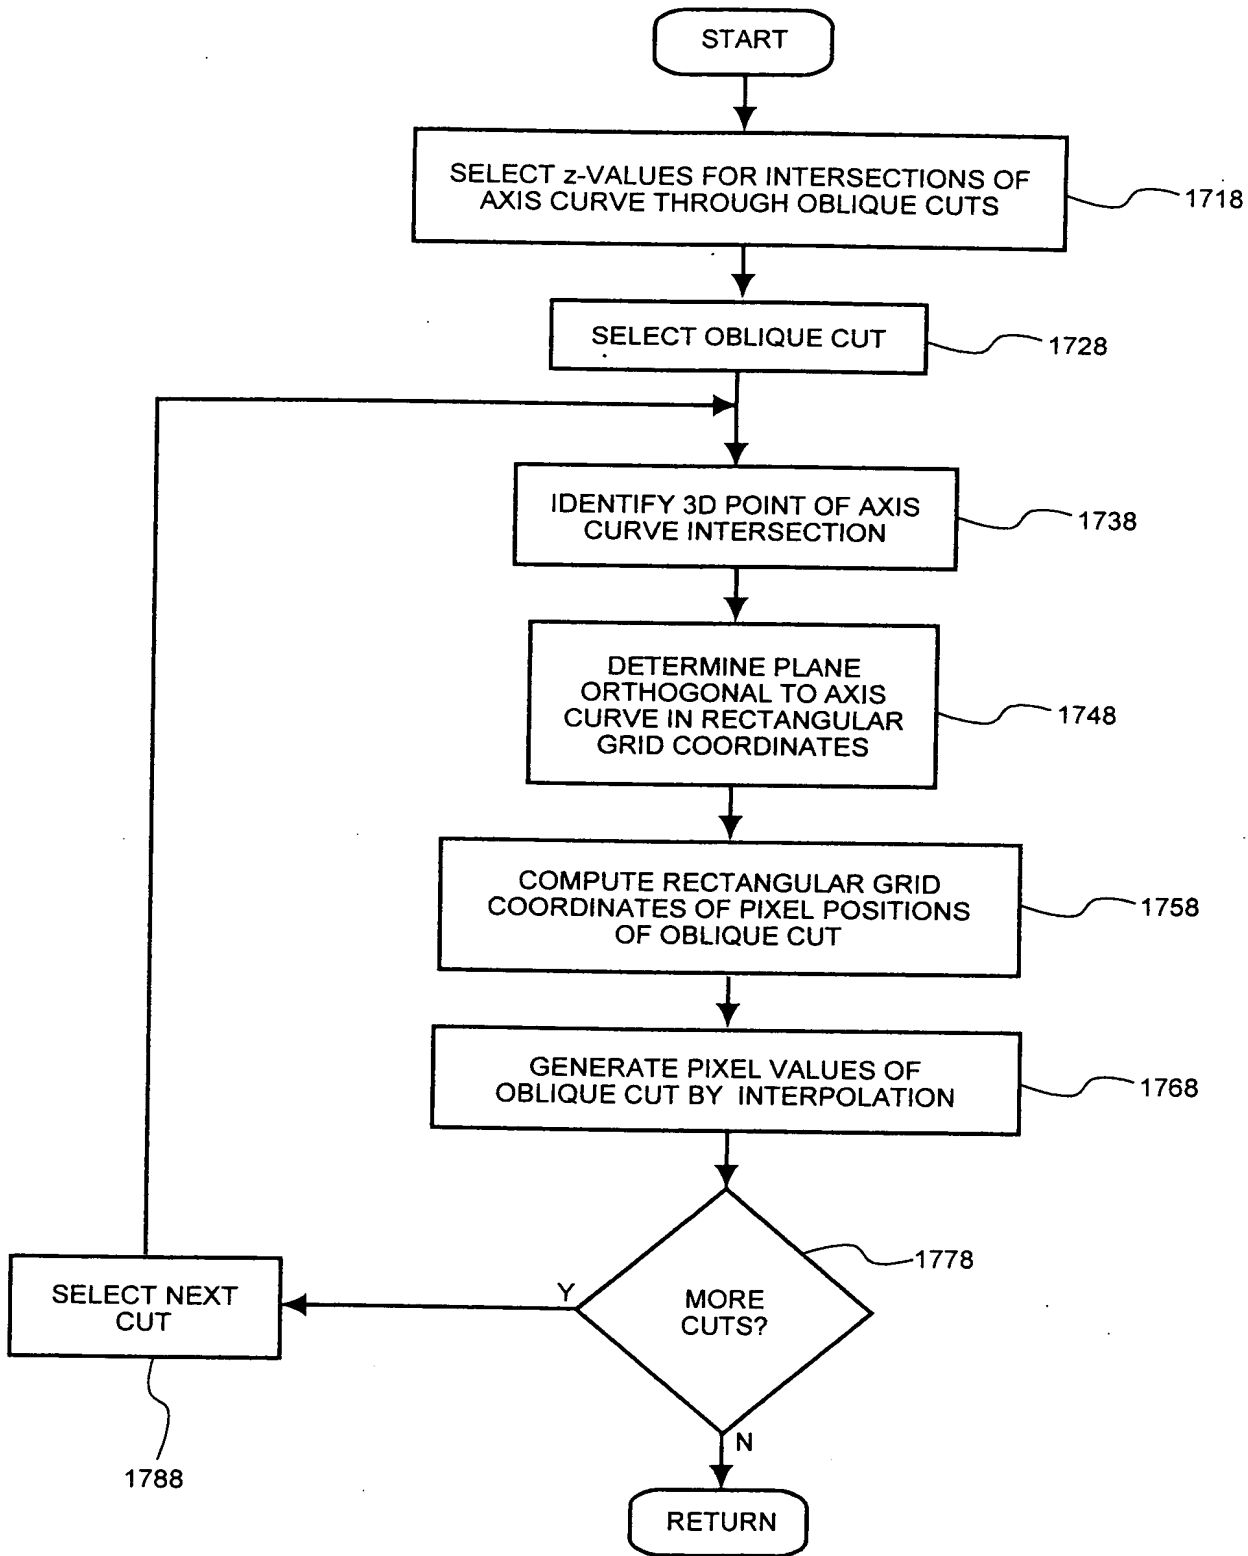 START
SELECT z-VALUES FOR INTERSECTIONS OF
AXIS CURVE THROUGH OBLIQUE CUTS
1718
SELECT OBLIQUE CUT
1728
IDENTIFY 3D POINT OF AXIS
CURVE INTERSECTION
1738
DETERMINE PLANE
ORTHOGONAL TO AXIS
CURVE IN RECTANGULAR
GRID COORDINATES
1748
COMPUTE RECTANGULAR GRID
COORDINATES OF PIXEL POSITIONS
OF OBLIQUE CUT
1758
GENERATE PIXEL VALUES OF
OBLIQUE CUT BY INTERPOLATION
1768
1778
MORE
CUTS?
Y
SELECT NEXT
CUT
1788
N
RETURN